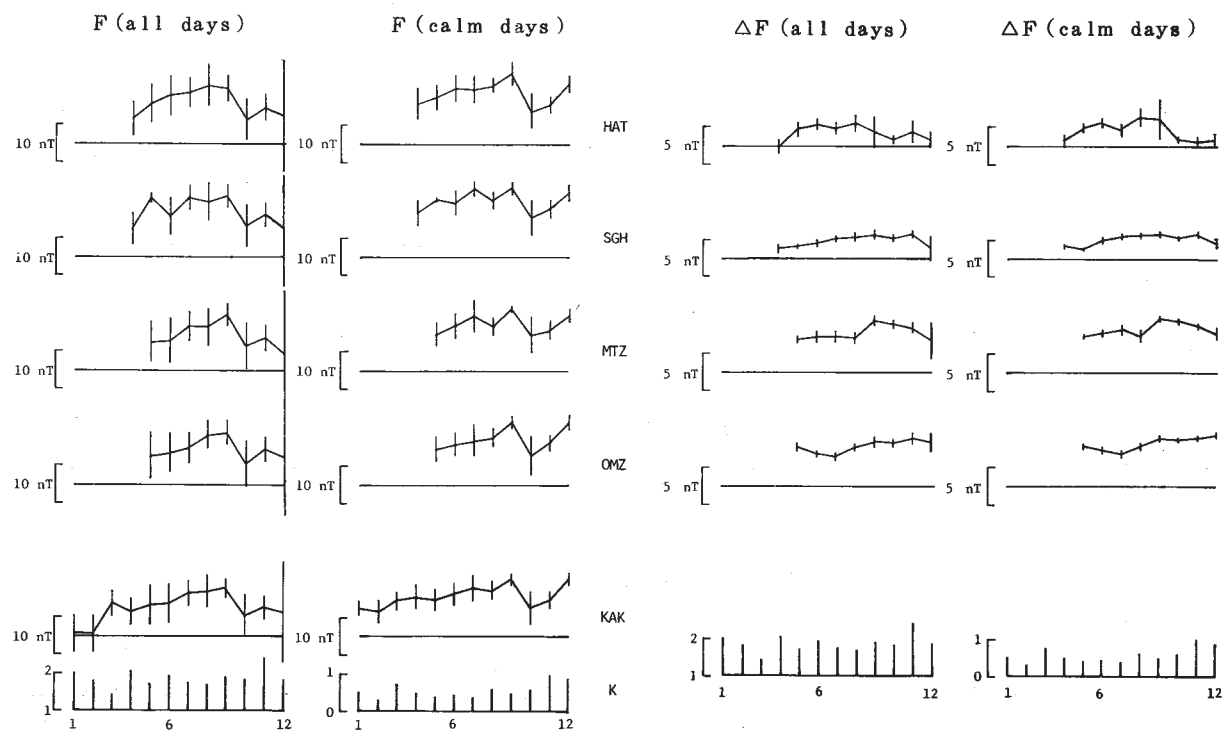 F (all days) F (calm days) △F (all days) △F (calm days)
10 nT 10 nT HAT 5 nT 5 nT
10 nT 10 nT SGH 5 nT 5 nT
10 nT 10 nT MTZ 5 nT 5 nT
10 nT 10 nT OMZ 5 nT 5 nT
10 nT 10 nT KAK
2 1 K 2 1
1 0 1 0
1 6 12 1 6 12 1 6 12 1 6 12